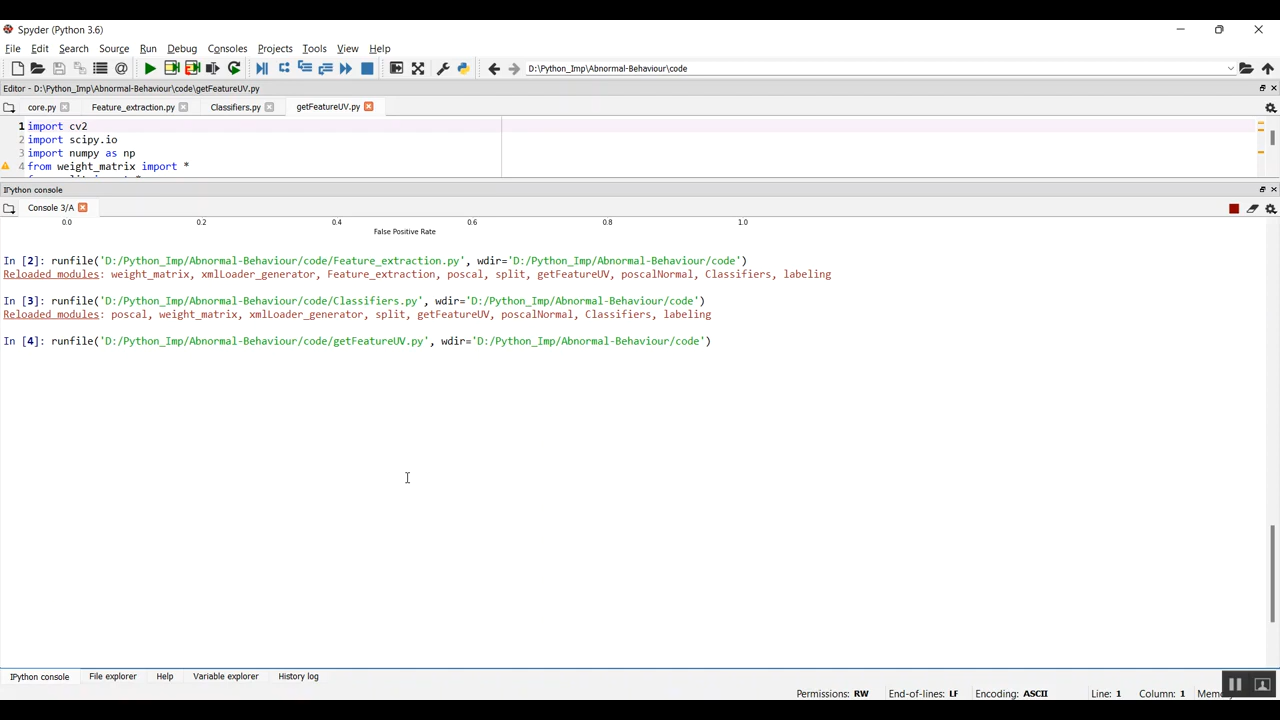 Spyder (Python 3.6)
File Edit Search Source Run Debug Consoles Projects Tools View Help
D:\Python_Imp\Abnormal-Behaviour\code
Editor - D:\Python_Imp\Abnormal-Behaviour\code\getFeatureUV.py
core.py Feature_extraction.py Classifiers.py getFeatureUV.py
1 import cv2
2 import scipy.io
3 import numpy as np
4 from weight_matrix import *
IPython console
Console 3/A
0.0 0.2 0.4 0.6 0.8 1.0
False Positive Rate
In [2]: runfile('D:/Python_Imp/Abnormal-Behaviour/code/Feature_extraction.py', wdir='D:/Python_Imp/Abnormal-Behaviour/code')
Reloaded modules: weight_matrix, xmlLoader_generator, Feature_extraction, poscal, split, getFeatureUV, poscalNormal, Classifiers, labeling
In [3]: runfile('D:/Python_Imp/Abnormal-Behaviour/code/Classifiers.py', wdir='D:/Python_Imp/Abnormal-Behaviour/code')
Reloaded modules: poscal, weight_matrix, xmlLoader_generator, split, getFeatureUV, poscalNormal, Classifiers, labeling
In [4]: runfile('D:/Python_Imp/Abnormal-Behaviour/code/getFeatureUV.py', wdir='D:/Python_Imp/Abnormal-Behaviour/code')
IPython console File explorer Help Variable explorer History log
Permissions: RW End-of-lines: LF Encoding: ASCII Line: 1 Column: 1